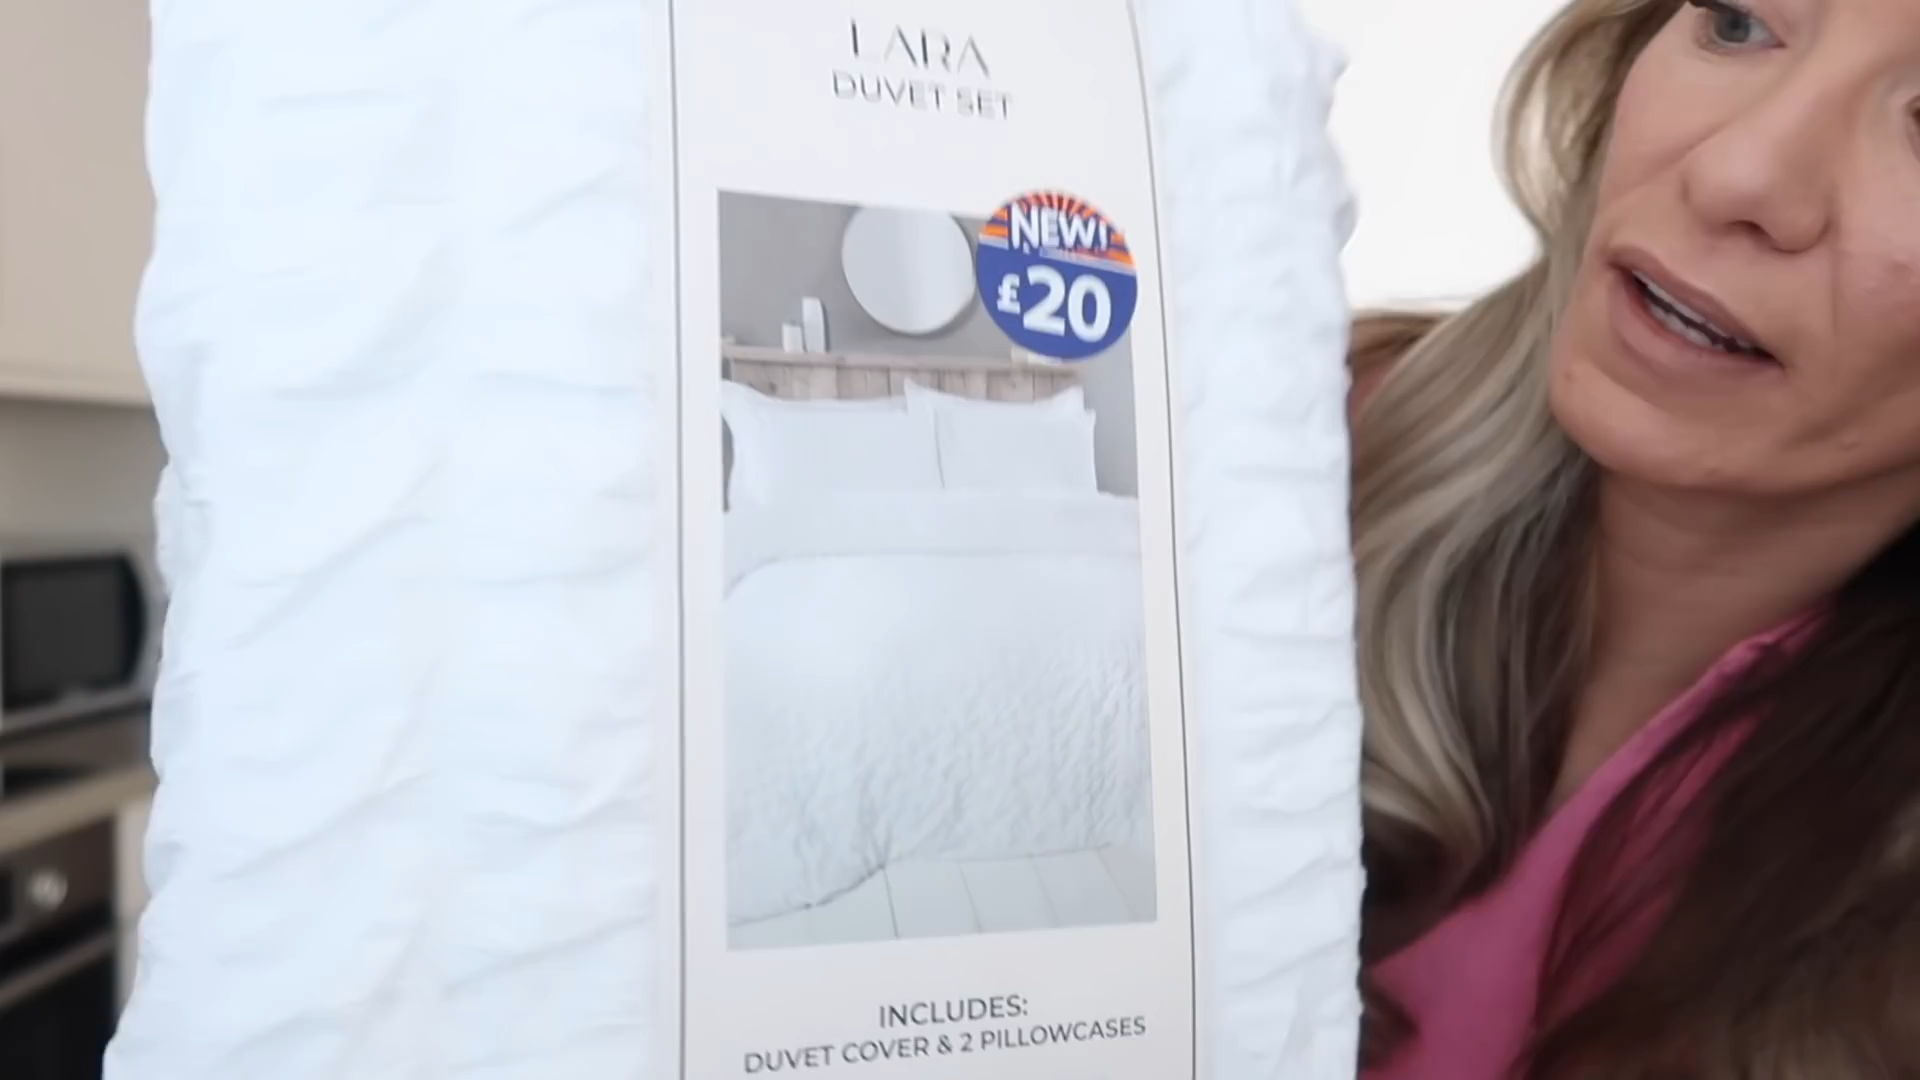 LARA
DUVET SET
NEW!
£20
INCLUDES:
DUVET COVER & 2 PILLOWCASES